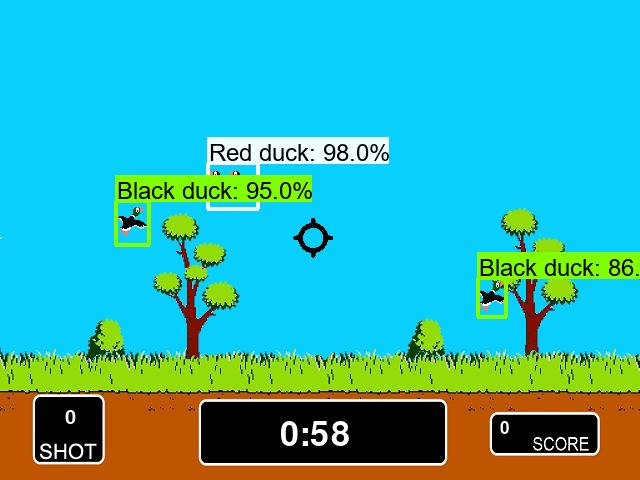 Red duck: 98.0%
Black duck: 95.0%
Black duck: 86.
0
SHOT
0:58
0
SCORE